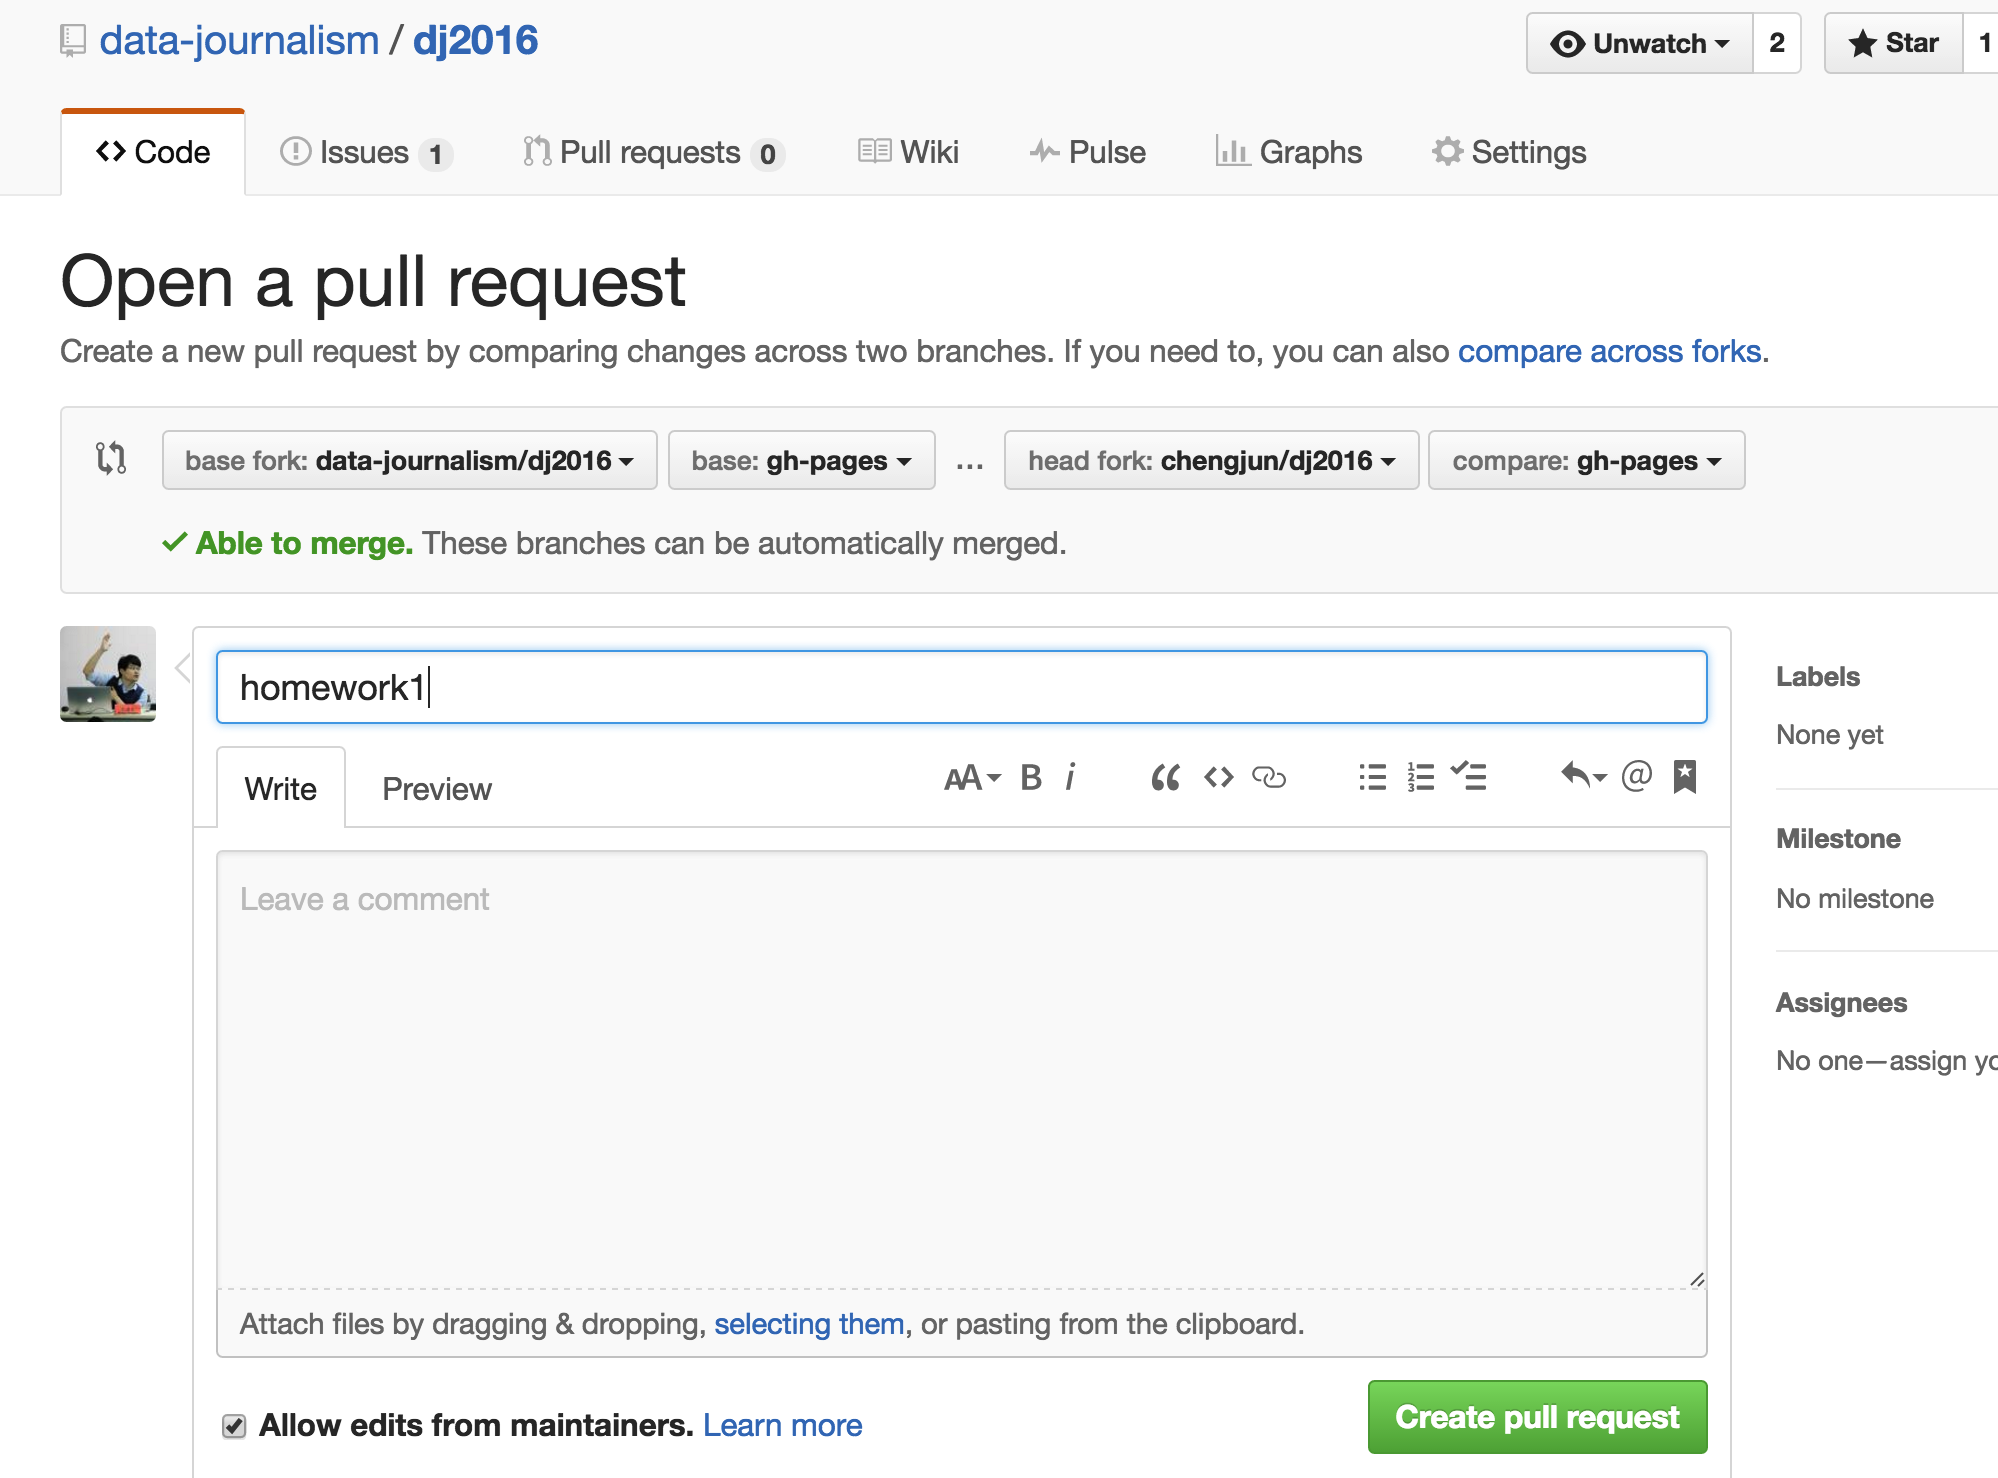 data-journalism / dj2016
Unwatch 2 Star 1
Code Issues 1 Pull requests 0 Wiki Pulse Graphs Settings
Open a pull request
Create a new pull request by comparing changes across two branches. If you need to, you can also compare across forks.
base fork: data-journalism/dj2016 base: gh-pages ... head fork: chengjun/dj2016 compare: gh-pages
Able to merge. These branches can be automatically merged.
homework1
Labels
None yet
Write Preview AA B i “ <> @
Leave a comment
Milestone
No milestone
Assignees
No one—assign yo
Attach files by dragging & dropping, selecting them, or pasting from the clipboard.
Allow edits from maintainers. Learn more
Create pull request